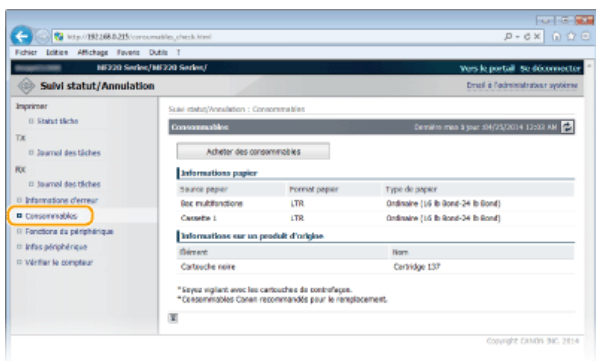 http://192.168.0.215/consumables_check.html
Fichier Edition Affichage Favoris Outils ?
MF220 Series/MF220 Series/
Vers le portail Se déconnecter
Suivi statut/Annulation
Email à l'administrateur système
Imprimer
Statut tâche
TX
Journal des tâches
RX
Journal des tâches
Informations d'erreur
Consommables
Fonctions du périphérique
Infos périphérique
Vérifier le compteur
Suivi statut/Annulation : Consommables
Consommables
Dernière mise à jour :04/25/2014 12:03 AM
Acheter des consommables
Informations papier
Source papier Format papier Type de papier
Bac multifonctions LTR Ordinaire (16 lb Bond-24 lb Bond)
Cassette 1 LTR Ordinaire (16 lb Bond-24 lb Bond)
Informations sur un produit d'origine
Élément Nom
Cartouche noire Cartridge 137
*Soyez vigilant avec les cartouches de contrefaçon.
*Consommables Canon recommandés pour le remplacement.
Copyright CANON INC. 2014